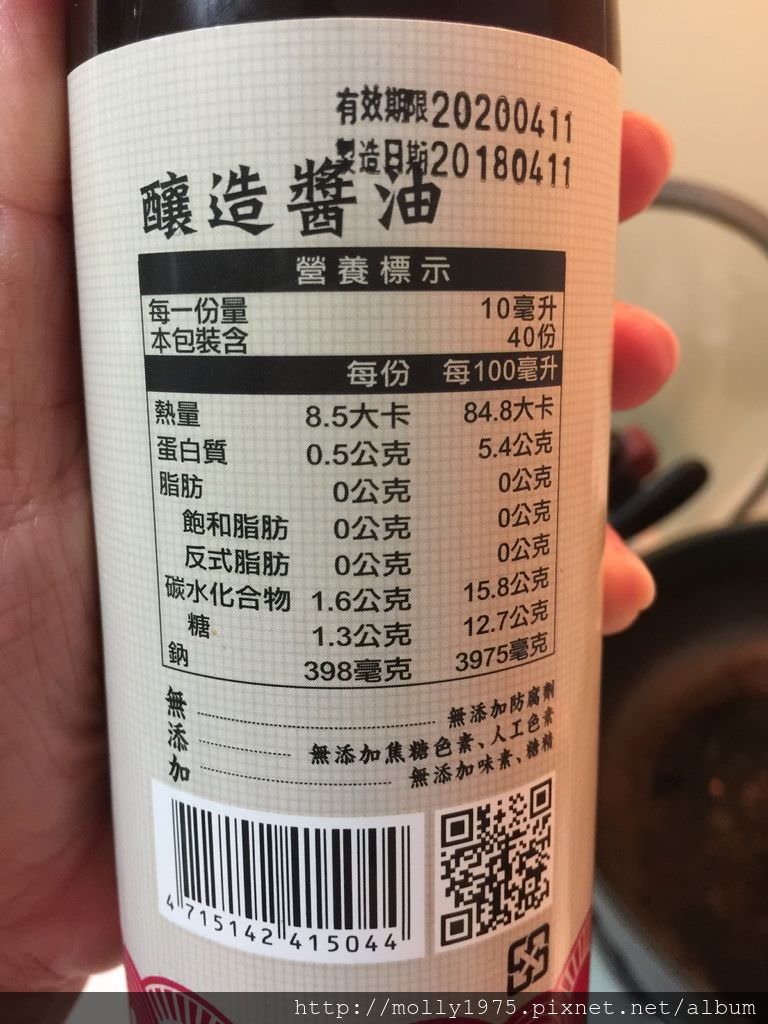 有效期限20200411
製造日期20180411
釀造醬油
營養標示
每一份量 10毫升
本包裝含 40份
每份 每100毫升
熱量 8.5大卡 84.8大卡
蛋白質 0.5公克 5.4公克
脂肪 0公克 0公克
飽和脂肪 0公克 0公克
反式脂肪 0公克 0公克
碳水化合物 1.6公克 15.8公克
糖 1.3公克 12.7公克
鈉 398毫克 3975毫克
無添加
無添加防腐劑
無添加焦糖色素、人工色素
無添加味素、糖精
4 715142 415044
http://molly1975.pixnet.net/album